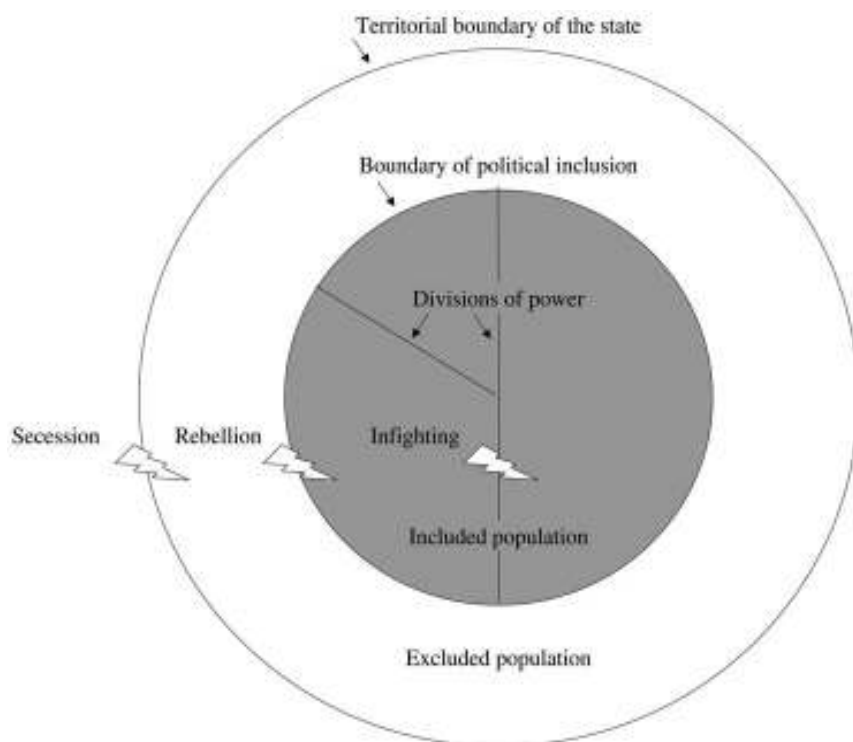 Territorial boundary of the state
Boundary of political inclusion
Divisions of power
Secession
Rebellion
Infighting
Included population
Excluded population